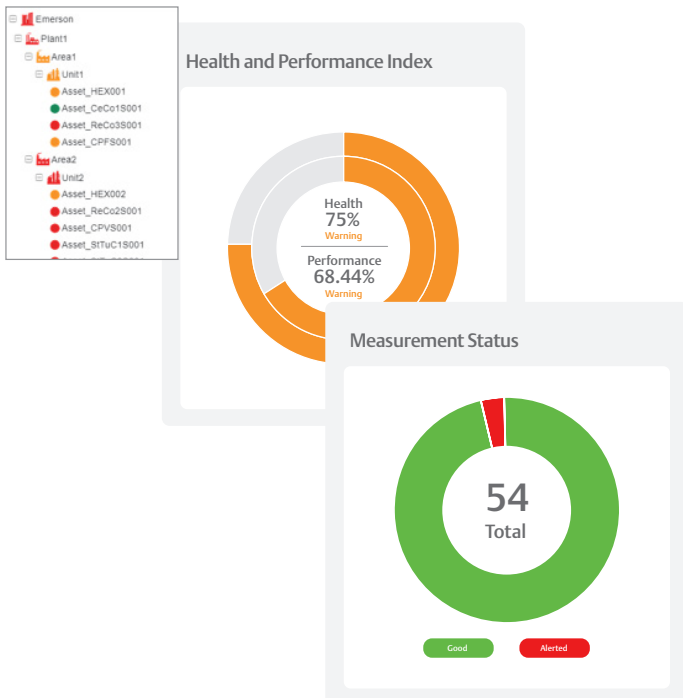 Emerson
Plant1
Area1
Unit1
Asset_HEX001
Asset_CeCo1S001
Asset_ReCo3S001
Asset_CPFS001
Area2
Unit2
Asset_HEX002
Asset_ReCo2S001
Asset_CPVS001
Asset_StTuC1S001
Health and Performance Index
Health
75%
Warning
Performance
68.44%
Warning
Measurement Status
54
Total
Good
Alerted